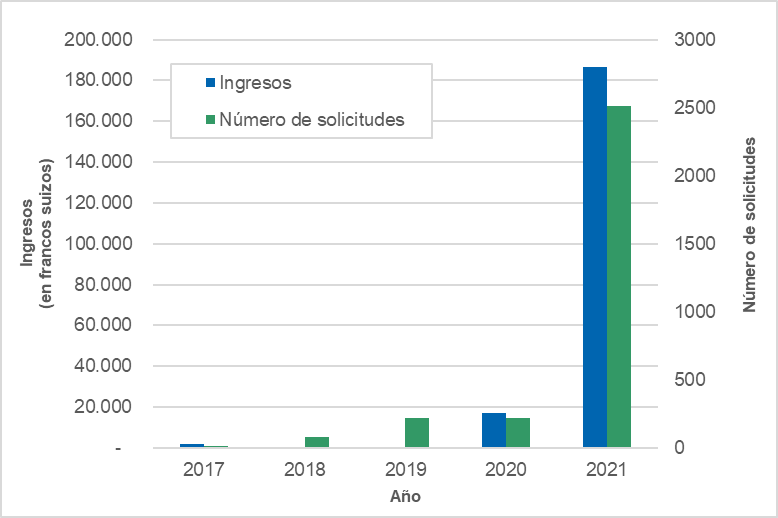 200.000
180.000
160.000
140.000
120.000
100.000
80.000
60.000
40.000
20.000
-
Ingresos
(en francos suizos)
Ingresos
Número de solicitudes
3000
2500
2000
1500
1000
500
0
Número de solicitudes
2017 2018 2019 2020 2021
Año